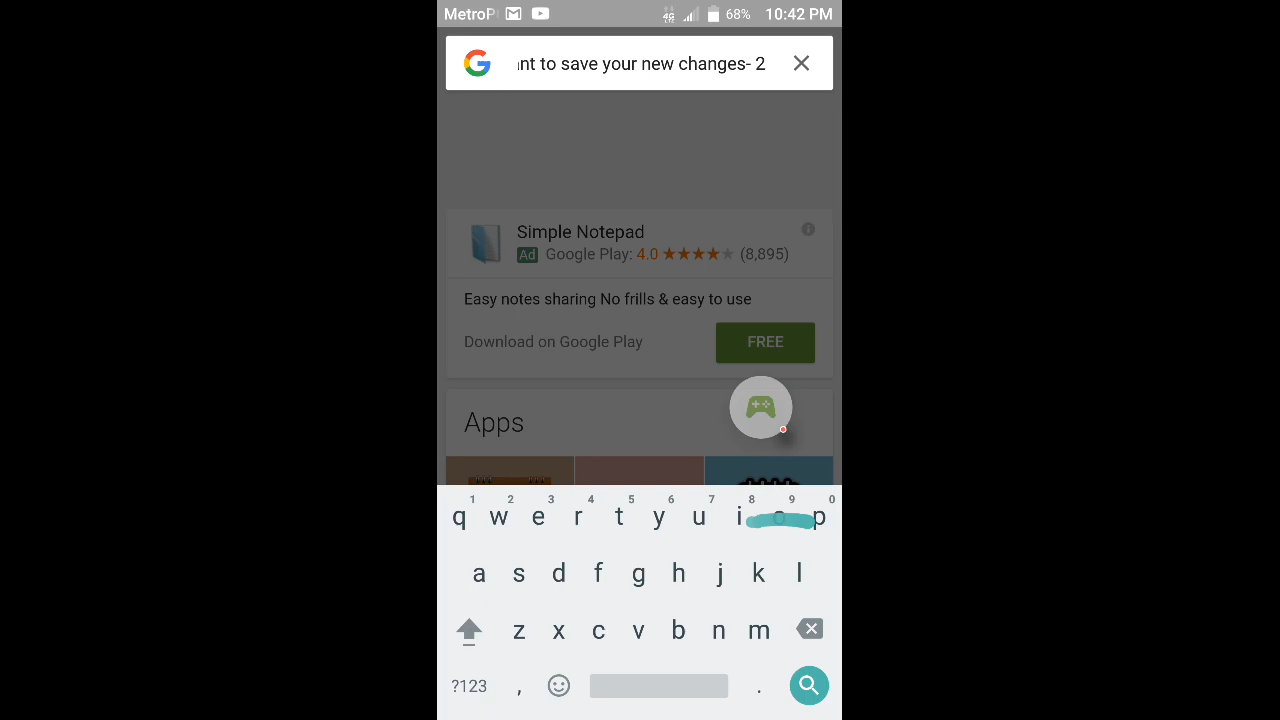 MetroP 4G LTE 68% 10:42 PM
nt to save your new changes- 2
Simple Notepad
Ad Google Play: 4.0 ★★★★★ (8,895)
Easy notes sharing No frills & easy to use
Download on Google Play FREE
Apps
1 2 3 4 5 6 7 8 9 0
q w e r t y u i o p
a s d f g h j k l
z x c v b n m
?123 , .